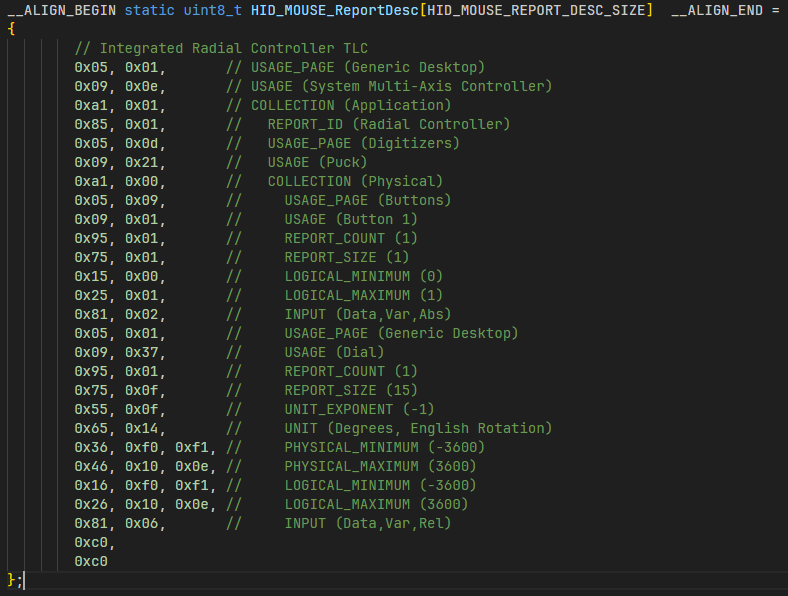 __ALIGN_BEGIN static uint8_t HID_MOUSE_ReportDesc[HID_MOUSE_REPORT_DESC_SIZE]  __ALIGN_END =
{
        // Integrated Radial Controller TLC
        0x05, 0x01,       // USAGE_PAGE (Generic Desktop)
        0x09, 0x0e,       // USAGE (System Multi-Axis Controller)
        0xa1, 0x01,       // COLLECTION (Application)
        0x85, 0x01,       //   REPORT_ID (Radial Controller)
        0x05, 0x0d,       //   USAGE_PAGE (Digitizers)
        0x09, 0x21,       //   USAGE (Puck)
        0xa1, 0x00,       //   COLLECTION (Physical)
        0x05, 0x09,       //     USAGE_PAGE (Buttons)
        0x09, 0x01,       //     USAGE (Button 1)
        0x95, 0x01,       //     REPORT_COUNT (1)
        0x75, 0x01,       //     REPORT_SIZE (1)
        0x15, 0x00,       //     LOGICAL_MINIMUM (0)
        0x25, 0x01,       //     LOGICAL_MAXIMUM (1)
        0x81, 0x02,       //     INPUT (Data,Var,Abs)
        0x05, 0x01,       //     USAGE_PAGE (Generic Desktop)
        0x09, 0x37,       //     USAGE (Dial)
        0x95, 0x01,       //     REPORT_COUNT (1)
        0x75, 0x0f,       //     REPORT_SIZE (15)
        0x55, 0x0f,       //     UNIT_EXPONENT (-1)
        0x65, 0x14,       //     UNIT (Degrees, English Rotation)
        0x36, 0xf0, 0xf1, //     PHYSICAL_MINIMUM (-3600)
        0x46, 0x10, 0x0e, //     PHYSICAL_MAXIMUM (3600)
        0x16, 0xf0, 0xf1, //     LOGICAL_MINIMUM (-3600)
        0x26, 0x10, 0x0e, //     LOGICAL_MAXIMUM (3600)
        0x81, 0x06,       //     INPUT (Data,Var,Rel)
        0xc0,
        0xc0
};